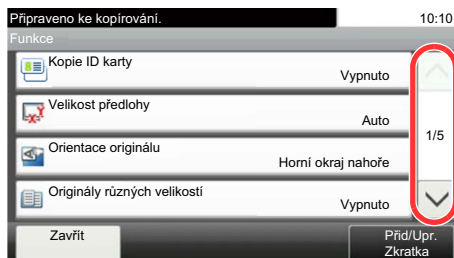 Připraveno ke kopírování.
10:10
Funkce
Kopie ID karty
Vypnuto
Velikost předlohy
Auto
1/5
Orientace originálu
Horní okraj nahoře
Originály různých velikostí
Vypnuto
Zavřít
Přid/Upr.
Zkratka